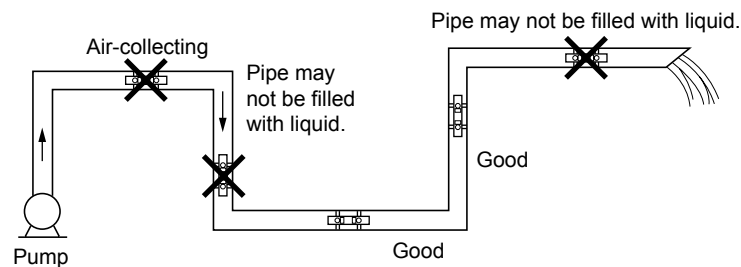 Pipe may not be filled with liquid.
Air-collecting
Pipe may
not be filled
with liquid.
Good
Good
Pump